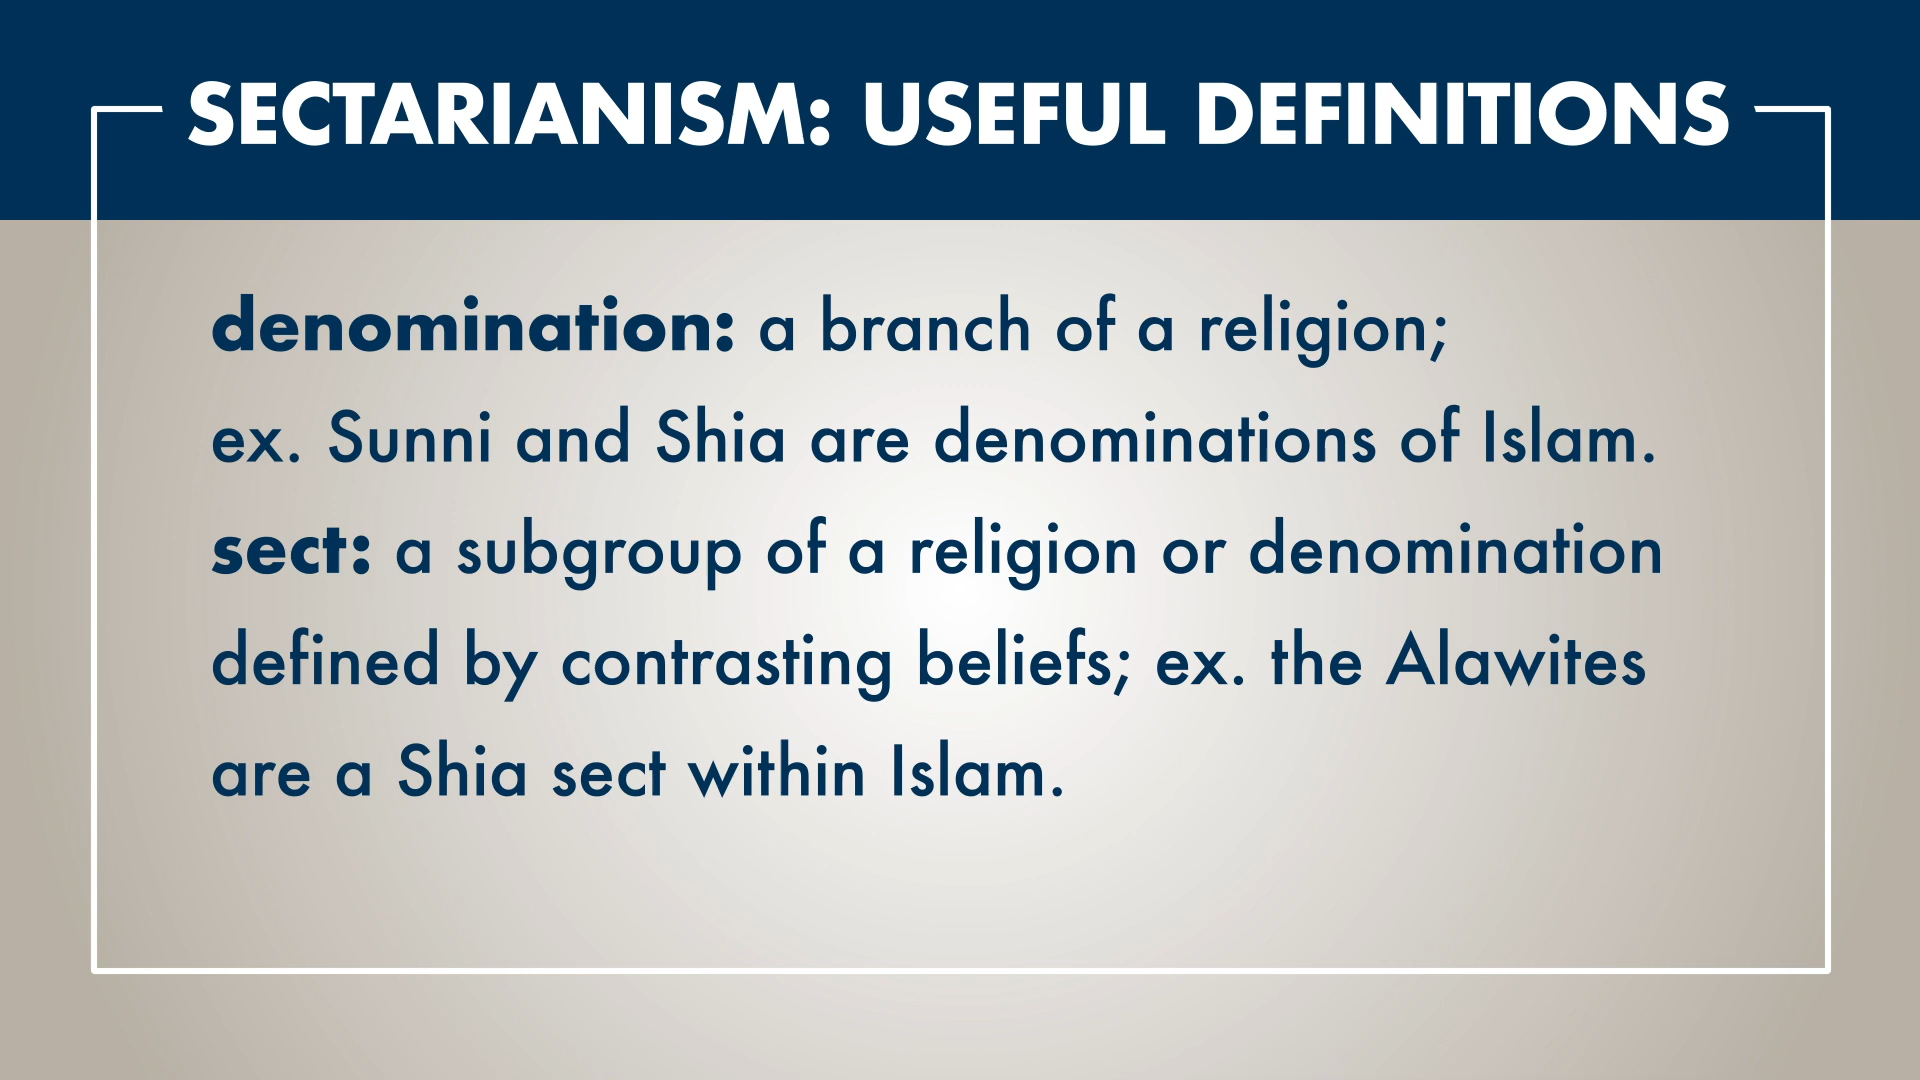 SECTARIANISM: USEFUL DEFINITIONS
denomination: a branch of a religion;
ex. Sunni and Shia are denominations of Islam.
sect: a subgroup of a religion or denomination
defined by contrasting beliefs; ex. the Alawites
are a Shia sect within Islam.